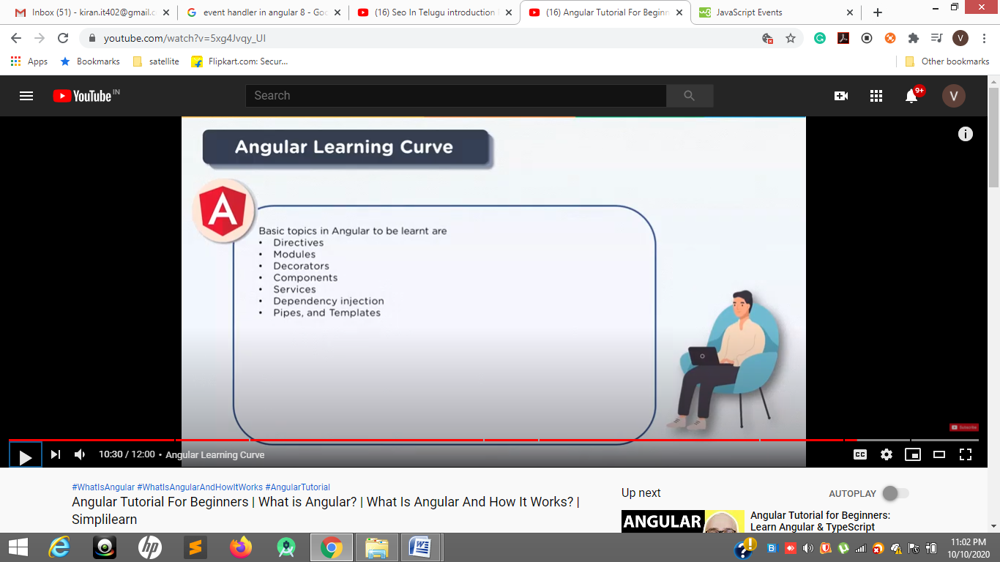 Inbox (51) - kiran.it402@gmail.c
event handler in angular 8 - Goo
(16) Seo In Telugu introduction
(16) Angular Tutorial For Beginn
JavaScript Events
youtube.com/watch?v=5xg4Jvqy_UI
V
Apps
Bookmarks
satellite
Flipkart.com: Secur...
Other bookmarks
YouTube IN
Search
9+
V
Angular Learning Curve
A
Basic topics in Angular to be learnt are
• Directives
• Modules
• Decorators
• Components
• Services
• Dependency injection
• Pipes, and Templates
Subscribe
10:30 / 12:00 • Angular Learning Curve
CC
#WhatIsAngular #WhatIsAngularAndHowItWorks #AngularTutorial
Angular Tutorial For Beginners | What is Angular? | What Is Angular And How It Works? |
Simplilearn
Up next
AUTOPLAY
ANGULAR
Angular Tutorial for Beginners:
Learn Angular & TypeScript
hp
11:02 PM
10/10/2020